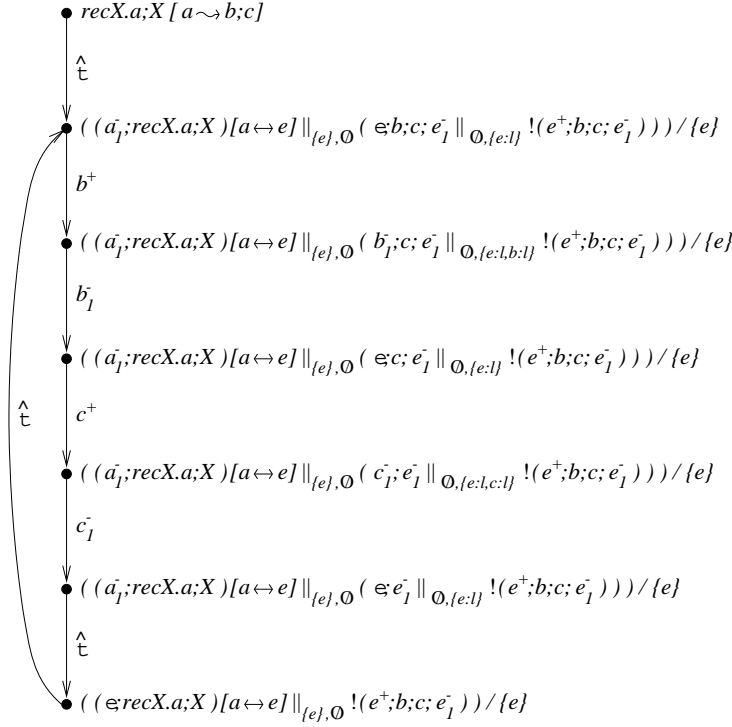 recX.a;X [ a⤳b;c]
t̂
( ( a₁⁻;recX.a;X )[a↔e] ||_{{e},∅} ( ϵ;b;c; e₁⁻ ||_{∅,{e:l}} !(e⁺;b;c; e₁⁻ ) ) ) / {e}
b⁺
( ( a₁⁻;recX.a;X )[a↔e] ||_{{e},∅} ( b₁⁻;c; e₁⁻ ||_{∅,{e:l,b:l}} !(e⁺;b;c; e₁⁻ ) ) ) / {e}
b₁⁻
( ( a₁⁻;recX.a;X )[a↔e] ||_{{e},∅} ( ϵ;c; e₁⁻ ||_{∅,{e:l}} !(e⁺;b;c; e₁⁻ ) ) ) / {e}
t̂
c⁺
( ( a₁⁻;recX.a;X )[a↔e] ||_{{e},∅} ( c₁⁻; e₁⁻ ||_{∅,{e:l,c:l}} !(e⁺;b;c; e₁⁻ ) ) ) / {e}
c₁⁻
( ( a₁⁻;recX.a;X )[a↔e] ||_{{e},∅} ( ϵ; e₁⁻ ||_{∅,{e:l}} !(e⁺;b;c; e₁⁻ ) ) ) / {e}
t̂
( ( ϵ;recX.a;X )[a↔e] ||_{{e},∅} !(e⁺;b;c; e₁⁻ ) ) / {e}